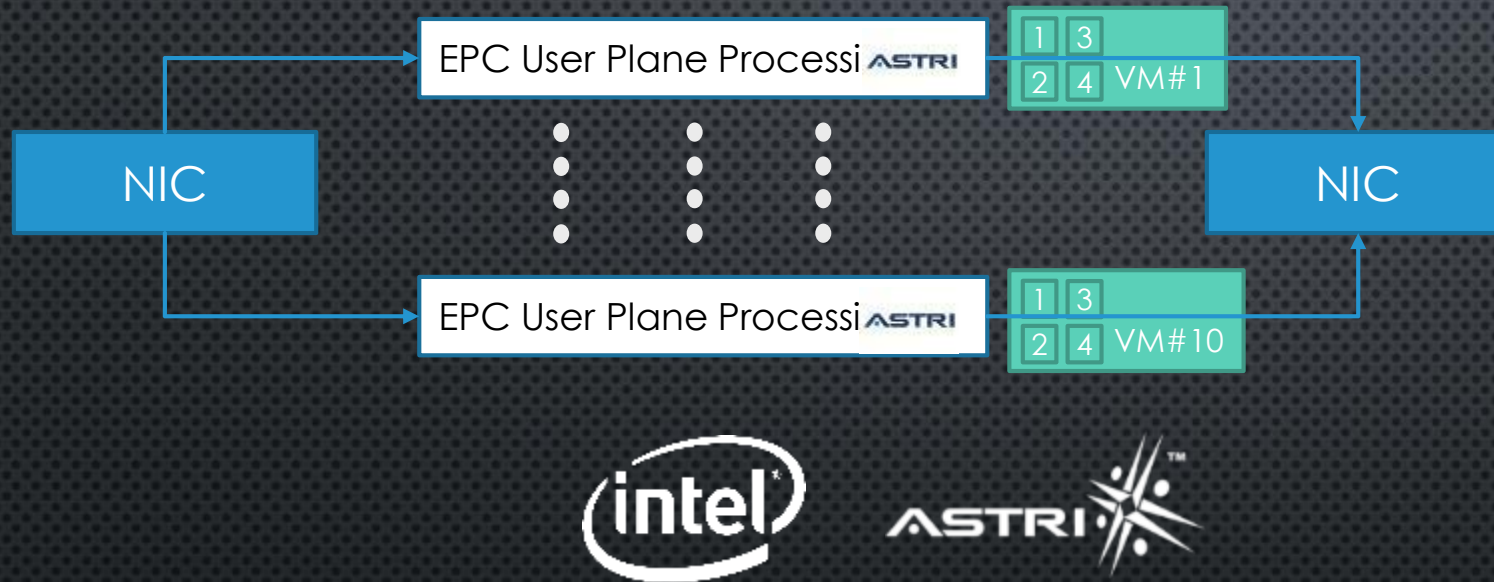 EPC User Plane Processi ASTRI
1 3
2 4 VM#1
NIC
NIC
EPC User Plane Processi ASTRI
1 3
2 4 VM#10
intel
ASTRI™